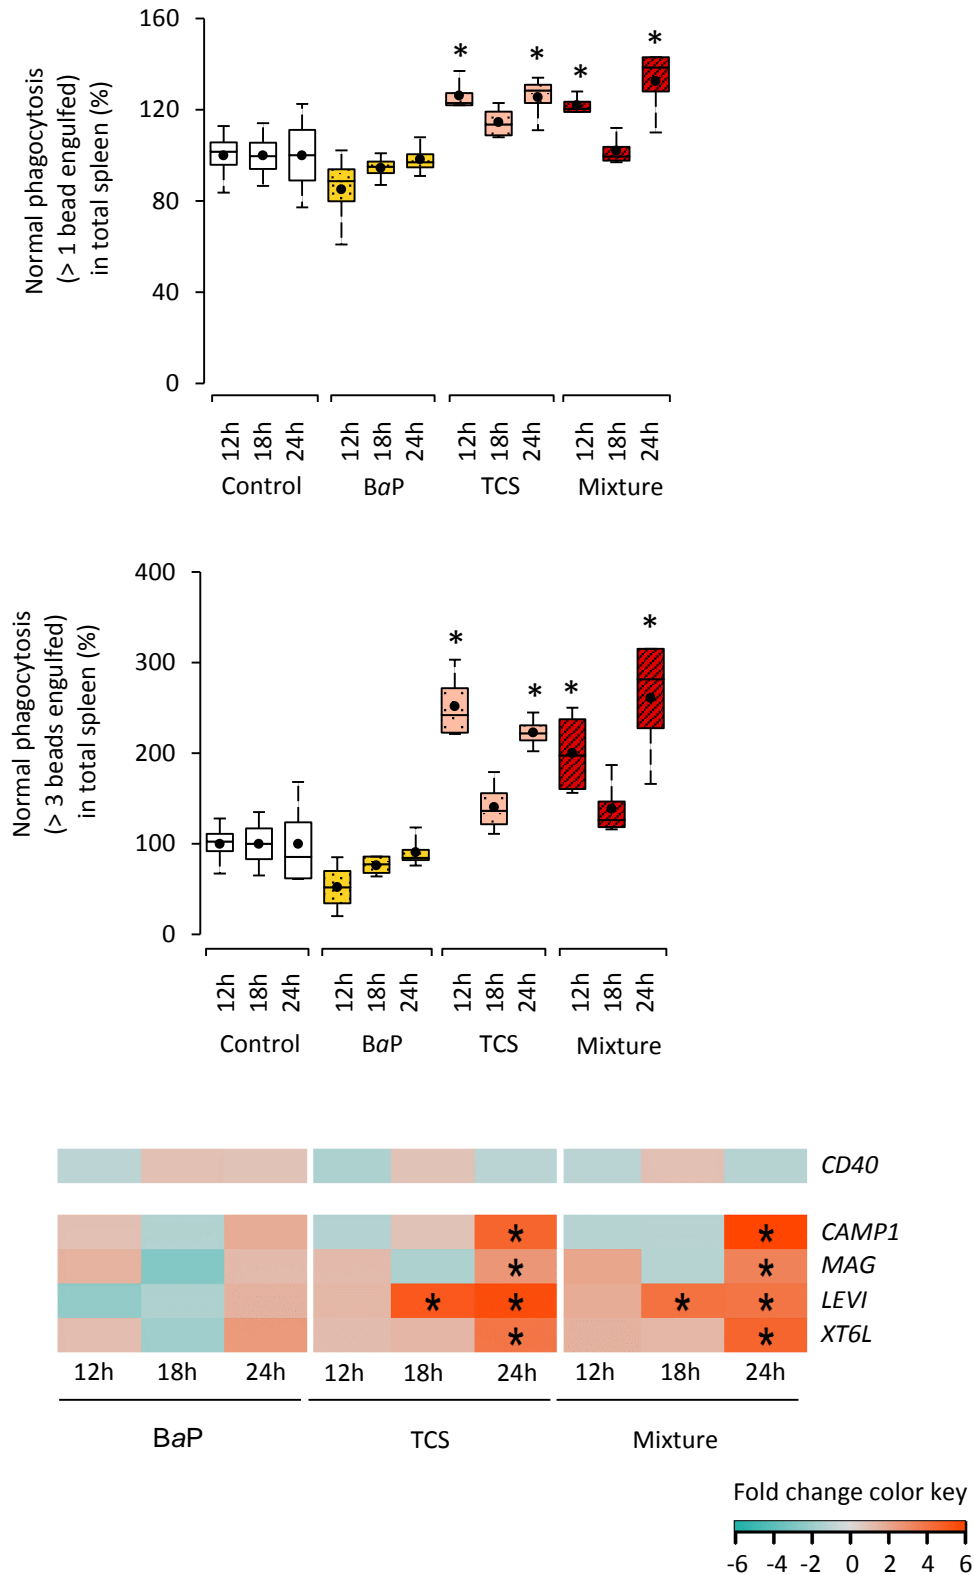 160
120
80
40
0
Normal phagocytosis
(> 1 bead engulfed)
in total spleen (%)
* * * *
12h 18h 24h 12h 18h 24h 12h 18h 24h 12h 18h 24h
Control BaP TCS Mixture
400
300
200
100
0
Normal phagocytosis
(> 3 beads engulfed)
in total spleen (%)
* * * *
12h 18h 24h 12h 18h 24h 12h 18h 24h 12h 18h 24h
Control BaP TCS Mixture
CD40
* * CAMP1
* * MAG
* * * * LEVI
* * XT6L
12h 18h 24h 12h 18h 24h 12h 18h 24h
BaP TCS Mixture
Fold change color key
-6 -4 -2 0 2 4 6